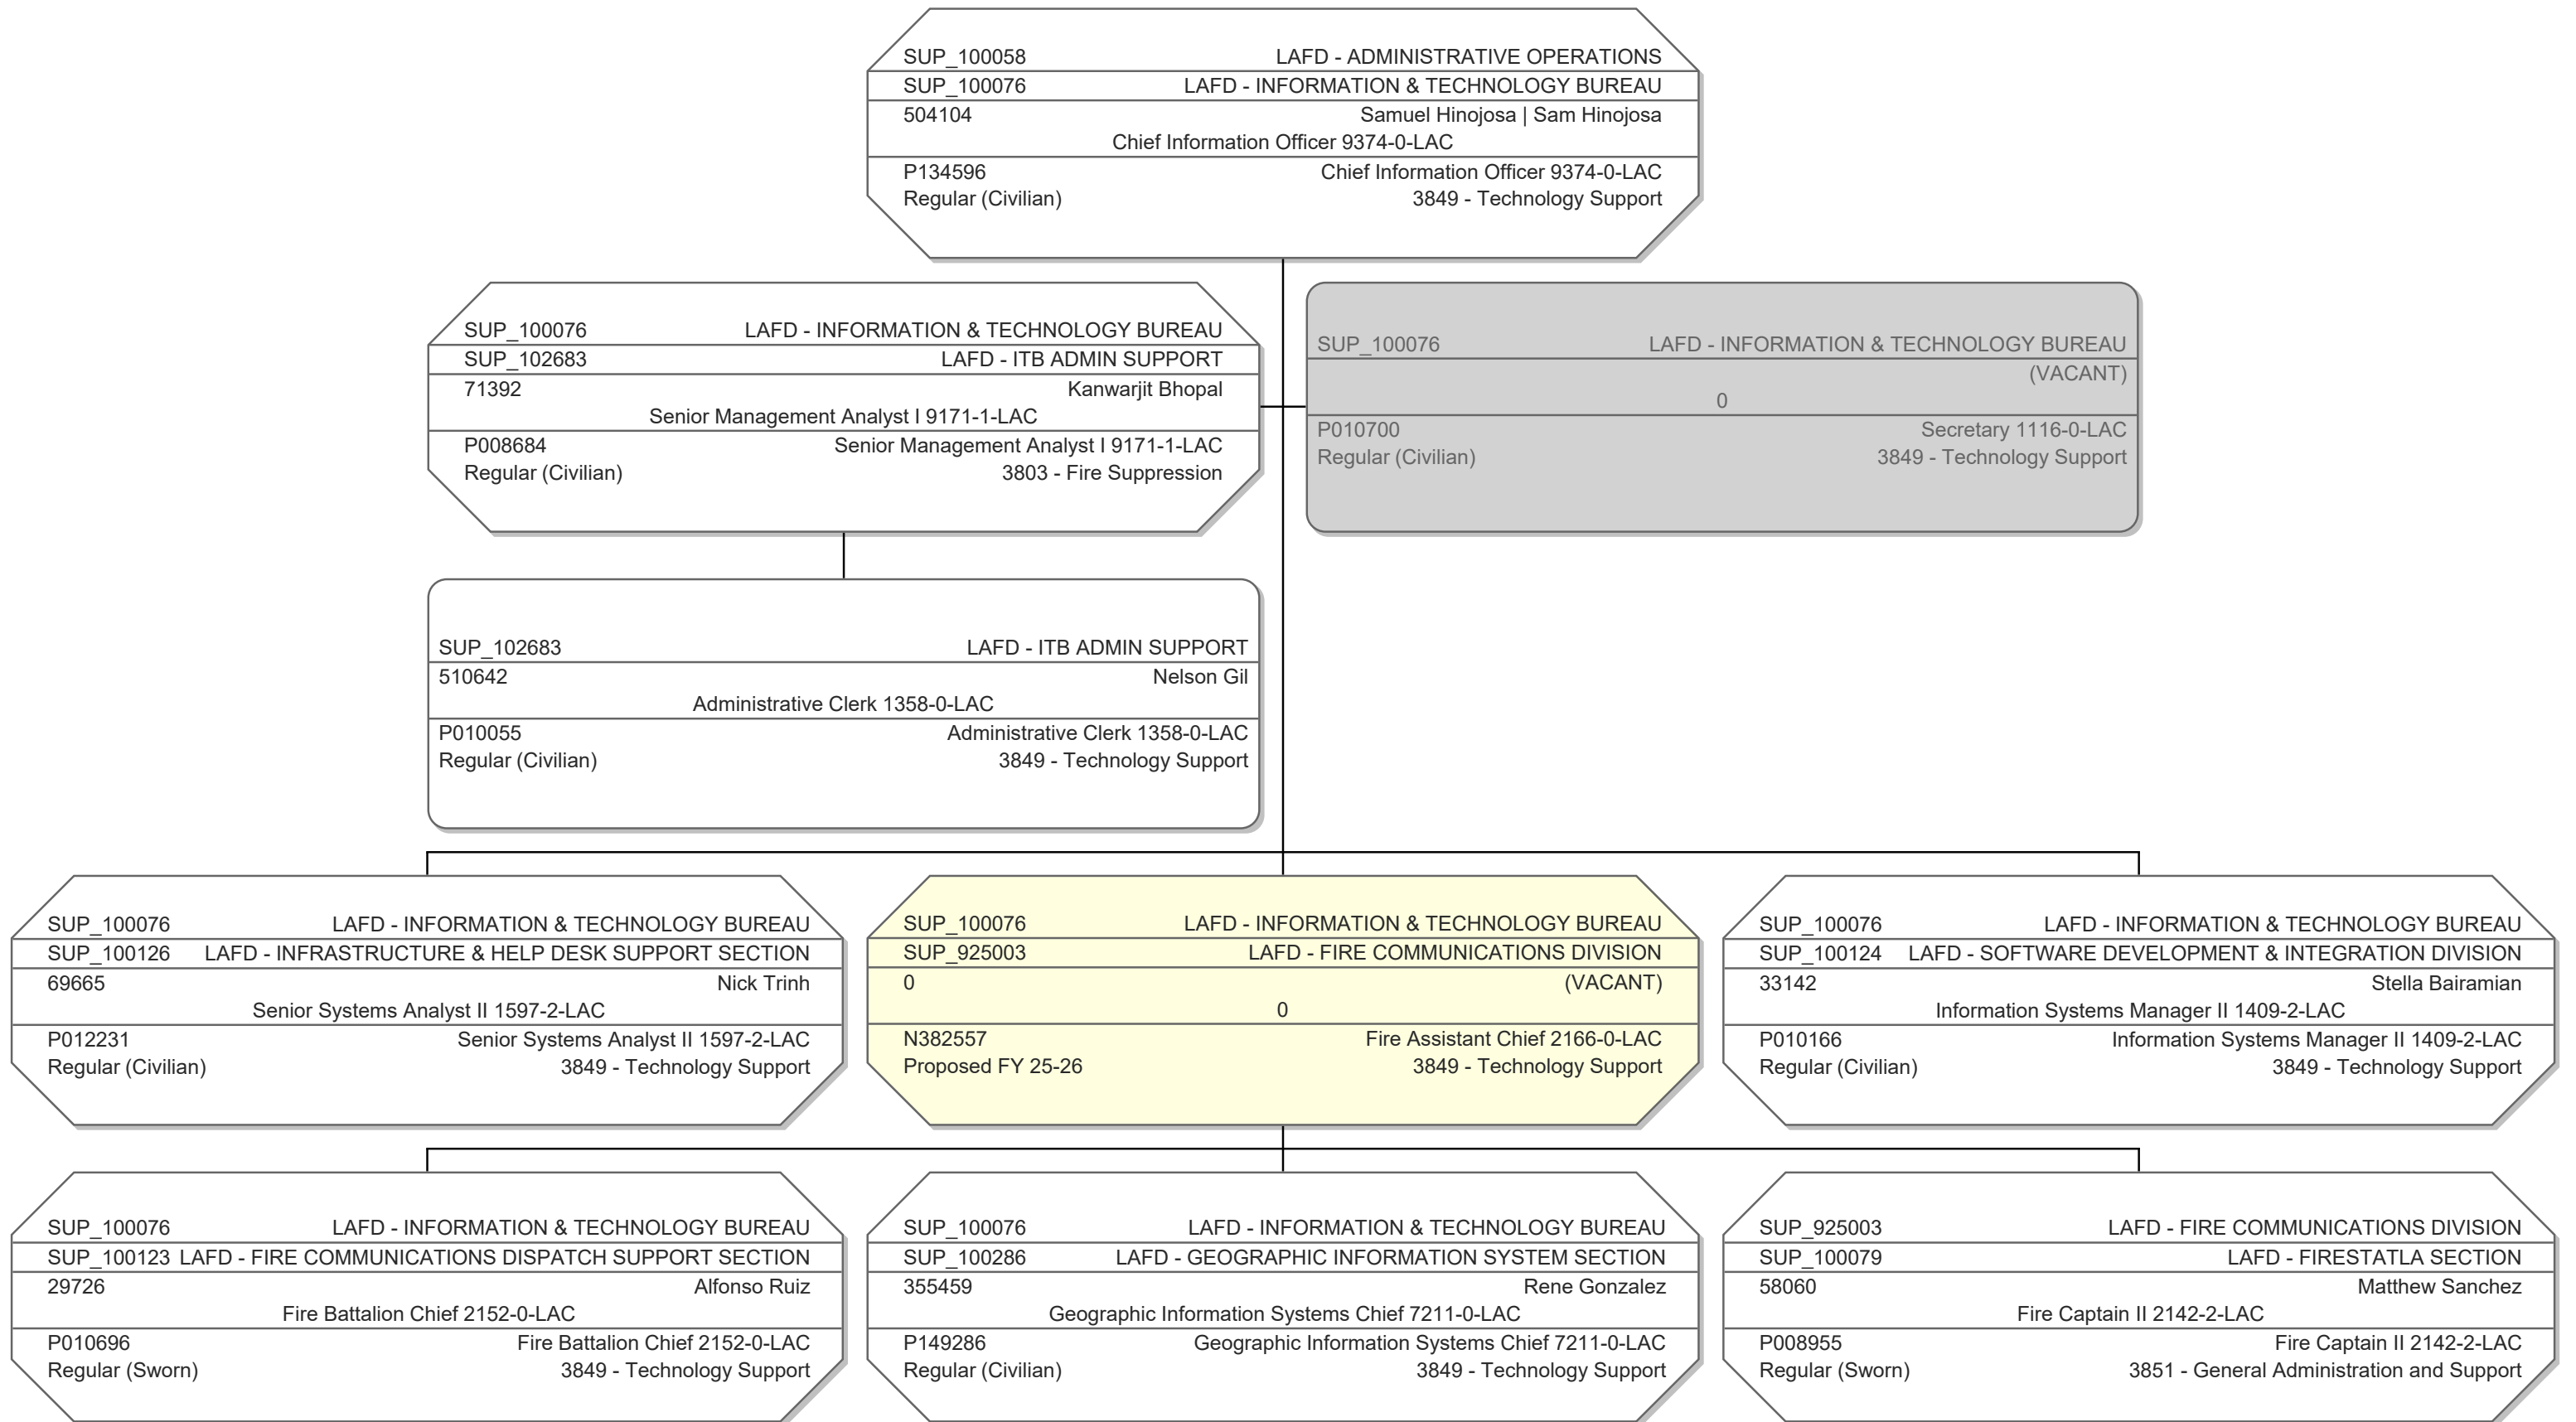 SUP_100058 LAFD - ADMINISTRATIVE OPERATIONS
SUP_100076 LAFD - INFORMATION & TECHNOLOGY BUREAU
504104 Samuel Hinojosa | Sam Hinojosa
Chief Information Officer 9374-0-LAC
P134596 Chief Information Officer 9374-0-LAC
Regular (Civilian) 3849 - Technology Support
SUP_100076 LAFD - INFORMATION & TECHNOLOGY BUREAU
SUP_102683 LAFD - ITB ADMIN SUPPORT
71392 Kanwarjit Bhopal
Senior Management Analyst I 9171-1-LAC
P008684 Senior Management Analyst I 9171-1-LAC
Regular (Civilian) 3803 - Fire Suppression
SUP_100076 LAFD - INFORMATION & TECHNOLOGY BUREAU
(VACANT)
0
P010700 Secretary 1116-0-LAC
Regular (Civilian) 3849 - Technology Support
SUP_102683 LAFD - ITB ADMIN SUPPORT
510642 Nelson Gil
Administrative Clerk 1358-0-LAC
P010055 Administrative Clerk 1358-0-LAC
Regular (Civilian) 3849 - Technology Support
SUP_100076 LAFD - INFORMATION & TECHNOLOGY BUREAU
SUP_100126 LAFD - INFRASTRUCTURE & HELP DESK SUPPORT SECTION
69665 Nick Trinh
Senior Systems Analyst II 1597-2-LAC
P012231 Senior Systems Analyst II 1597-2-LAC
Regular (Civilian) 3849 - Technology Support
SUP_100076 LAFD - INFORMATION & TECHNOLOGY BUREAU
SUP_925003 LAFD - FIRE COMMUNICATIONS DIVISION
0 (VACANT)
0
N382557 Fire Assistant Chief 2166-0-LAC
Proposed FY 25-26 3849 - Technology Support
SUP_100076 LAFD - INFORMATION & TECHNOLOGY BUREAU
SUP_100124 LAFD - SOFTWARE DEVELOPMENT & INTEGRATION DIVISION
33142 Stella Bairamian
Information Systems Manager II 1409-2-LAC
P010166 Information Systems Manager II 1409-2-LAC
Regular (Civilian) 3849 - Technology Support
SUP_100076 LAFD - INFORMATION & TECHNOLOGY BUREAU
SUP_100123 LAFD - FIRE COMMUNICATIONS DISPATCH SUPPORT SECTION
29726 Alfonso Ruiz
Fire Battalion Chief 2152-0-LAC
P010696 Fire Battalion Chief 2152-0-LAC
Regular (Sworn) 3849 - Technology Support
SUP_100076 LAFD - INFORMATION & TECHNOLOGY BUREAU
SUP_100286 LAFD - GEOGRAPHIC INFORMATION SYSTEM SECTION
355459 Rene Gonzalez
Geographic Information Systems Chief 7211-0-LAC
P149286 Geographic Information Systems Chief 7211-0-LAC
Regular (Civilian) 3849 - Technology Support
SUP_925003 LAFD - FIRE COMMUNICATIONS DIVISION
SUP_100079 LAFD - FIRESTATLA SECTION
58060 Matthew Sanchez
Fire Captain II 2142-2-LAC
P008955 Fire Captain II 2142-2-LAC
Regular (Sworn) 3851 - General Administration and Support